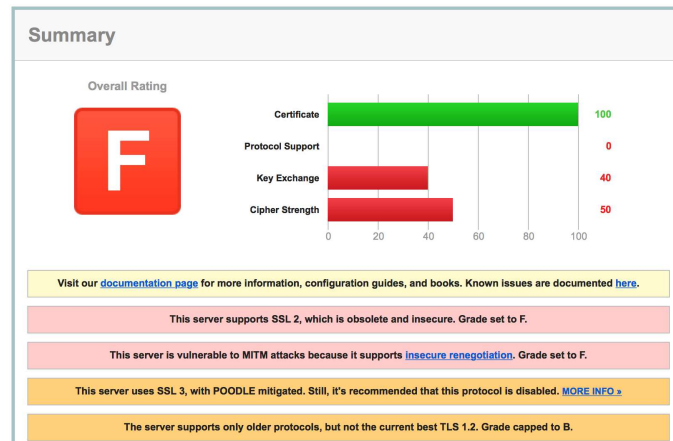 Summary
Overall Rating
F
Certificate
100
Protocol Support
0
Key Exchange
40
Cipher Strength
50
0 20 40 60 80 100
Visit our documentation page for more information, configuration guides, and books. Known issues are documented here.
This server supports SSL 2, which is obsolete and insecure. Grade set to F.
This server is vulnerable to MITM attacks because it supports insecure renegotiation. Grade set to F.
This server uses SSL 3, with POODLE mitigated. Still, it's recommended that this protocol is disabled. MORE INFO »
The server supports only older protocols, but not the current best TLS 1.2. Grade capped to B.